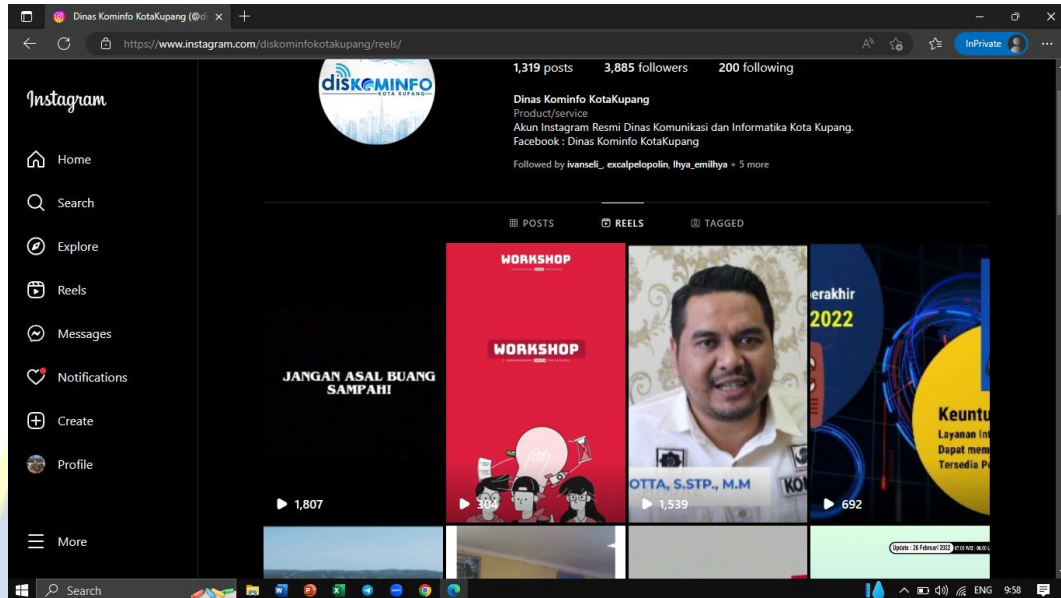 Dinas Kominfo KotaKupang (@di
https://www.instagram.com/diskominfokotakupang/reels/
InPrivate
Instagram
Home
Search
Explore
Reels
Messages
Notifications
Create
Profile
More
disKOMINFO
KOTA KUPANG
1,319 posts 3,885 followers 200 following
Dinas Kominfo KotaKupang
Product/service
Akun Instagram Resmi Dinas Komunikasi dan Informatika Kota Kupang.
Facebook : Dinas Kominfo KotaKupang
Followed by ivanseli_, excalpelopolin, lhya_emilhya + 5 more
POSTS REELS TAGGED
JANGAN ASAL BUANG
SAMPAH!
1,807
WORKSHOP
WORKSHOP
304
OTTA, S.STP., M.M
KO
1,539
erakhir
2022
Keuntu
Layanan In
Dapat mem
Tersedia P
692
Update : 26 Februari 2022
Search
ENG 9:58